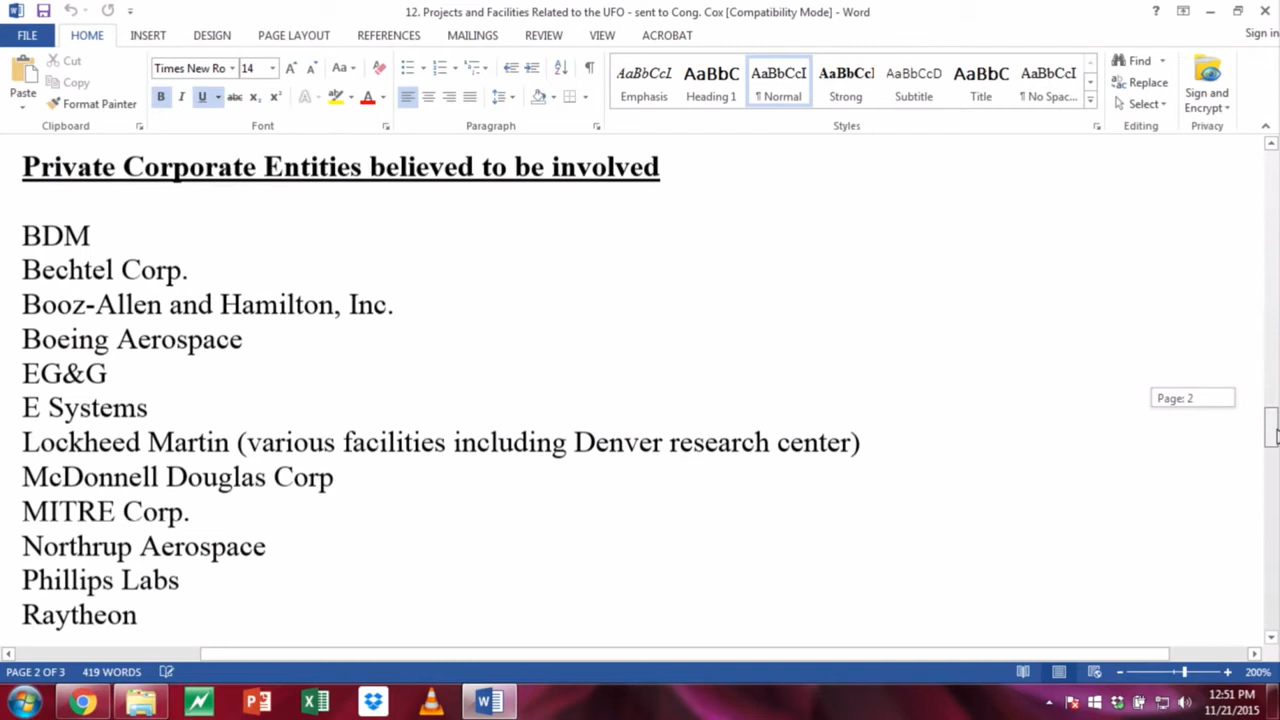 12. Projects and Facilities Related to the UFO - sent to Cong. Cox [Compatibility Mode] - Word
FILE HOME INSERT DESIGN PAGE LAYOUT REFERENCES MAILINGS REVIEW VIEW ACROBAT Sign in
Paste
Cut
Copy
Format Painter
Clipboard
Times New Ro 14
Font
Paragraph
AaBbCcI AaBbC AaBbCcI AaBbCc AaBbCcD AaBbC AaBbCcI
Emphasis Heading 1 ¶ Normal Strong Subtitle Title ¶ No Spac...
Styles
Find
Replace
Select
Editing
Sign and
Encrypt
Privacy
Private Corporate Entities believed to be involved
BDM
Bechtel Corp.
Booz-Allen and Hamilton, Inc.
Boeing Aerospace
EG&G
E Systems
Page: 2
Lockheed Martin (various facilities including Denver research center)
McDonnell Douglas Corp
MITRE Corp.
Northrup Aerospace
Phillips Labs
Raytheon
PAGE 2 OF 3 419 WORDS 200%
12:51 PM
11/21/2015